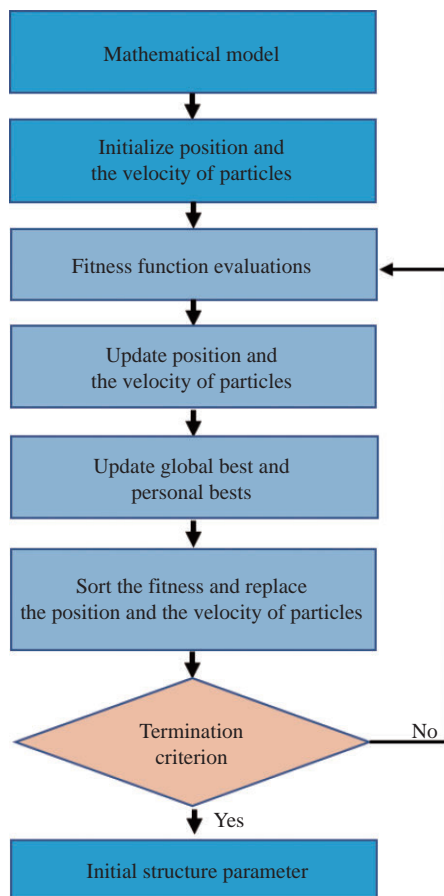 Mathematical model
Initialize position and
the velocity of particles
Fitness function evaluations
Update position and
the velocity of particles
Update global best and
personal bests
Sort the fitness and replace
the position and the velocity of particles
Termination
criterion
No
Yes
Initial structure parameter